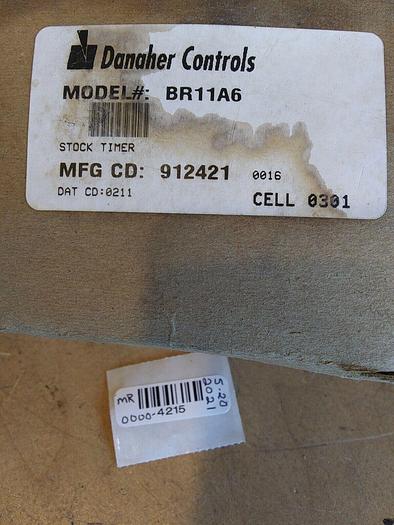 Danaher Controls
MODEL#: BR11A6
STOCK TIMER
MFG CD: 912421 0016
DAT CD:0211
CELL 0301
MR
0000-4215
5-20
2021